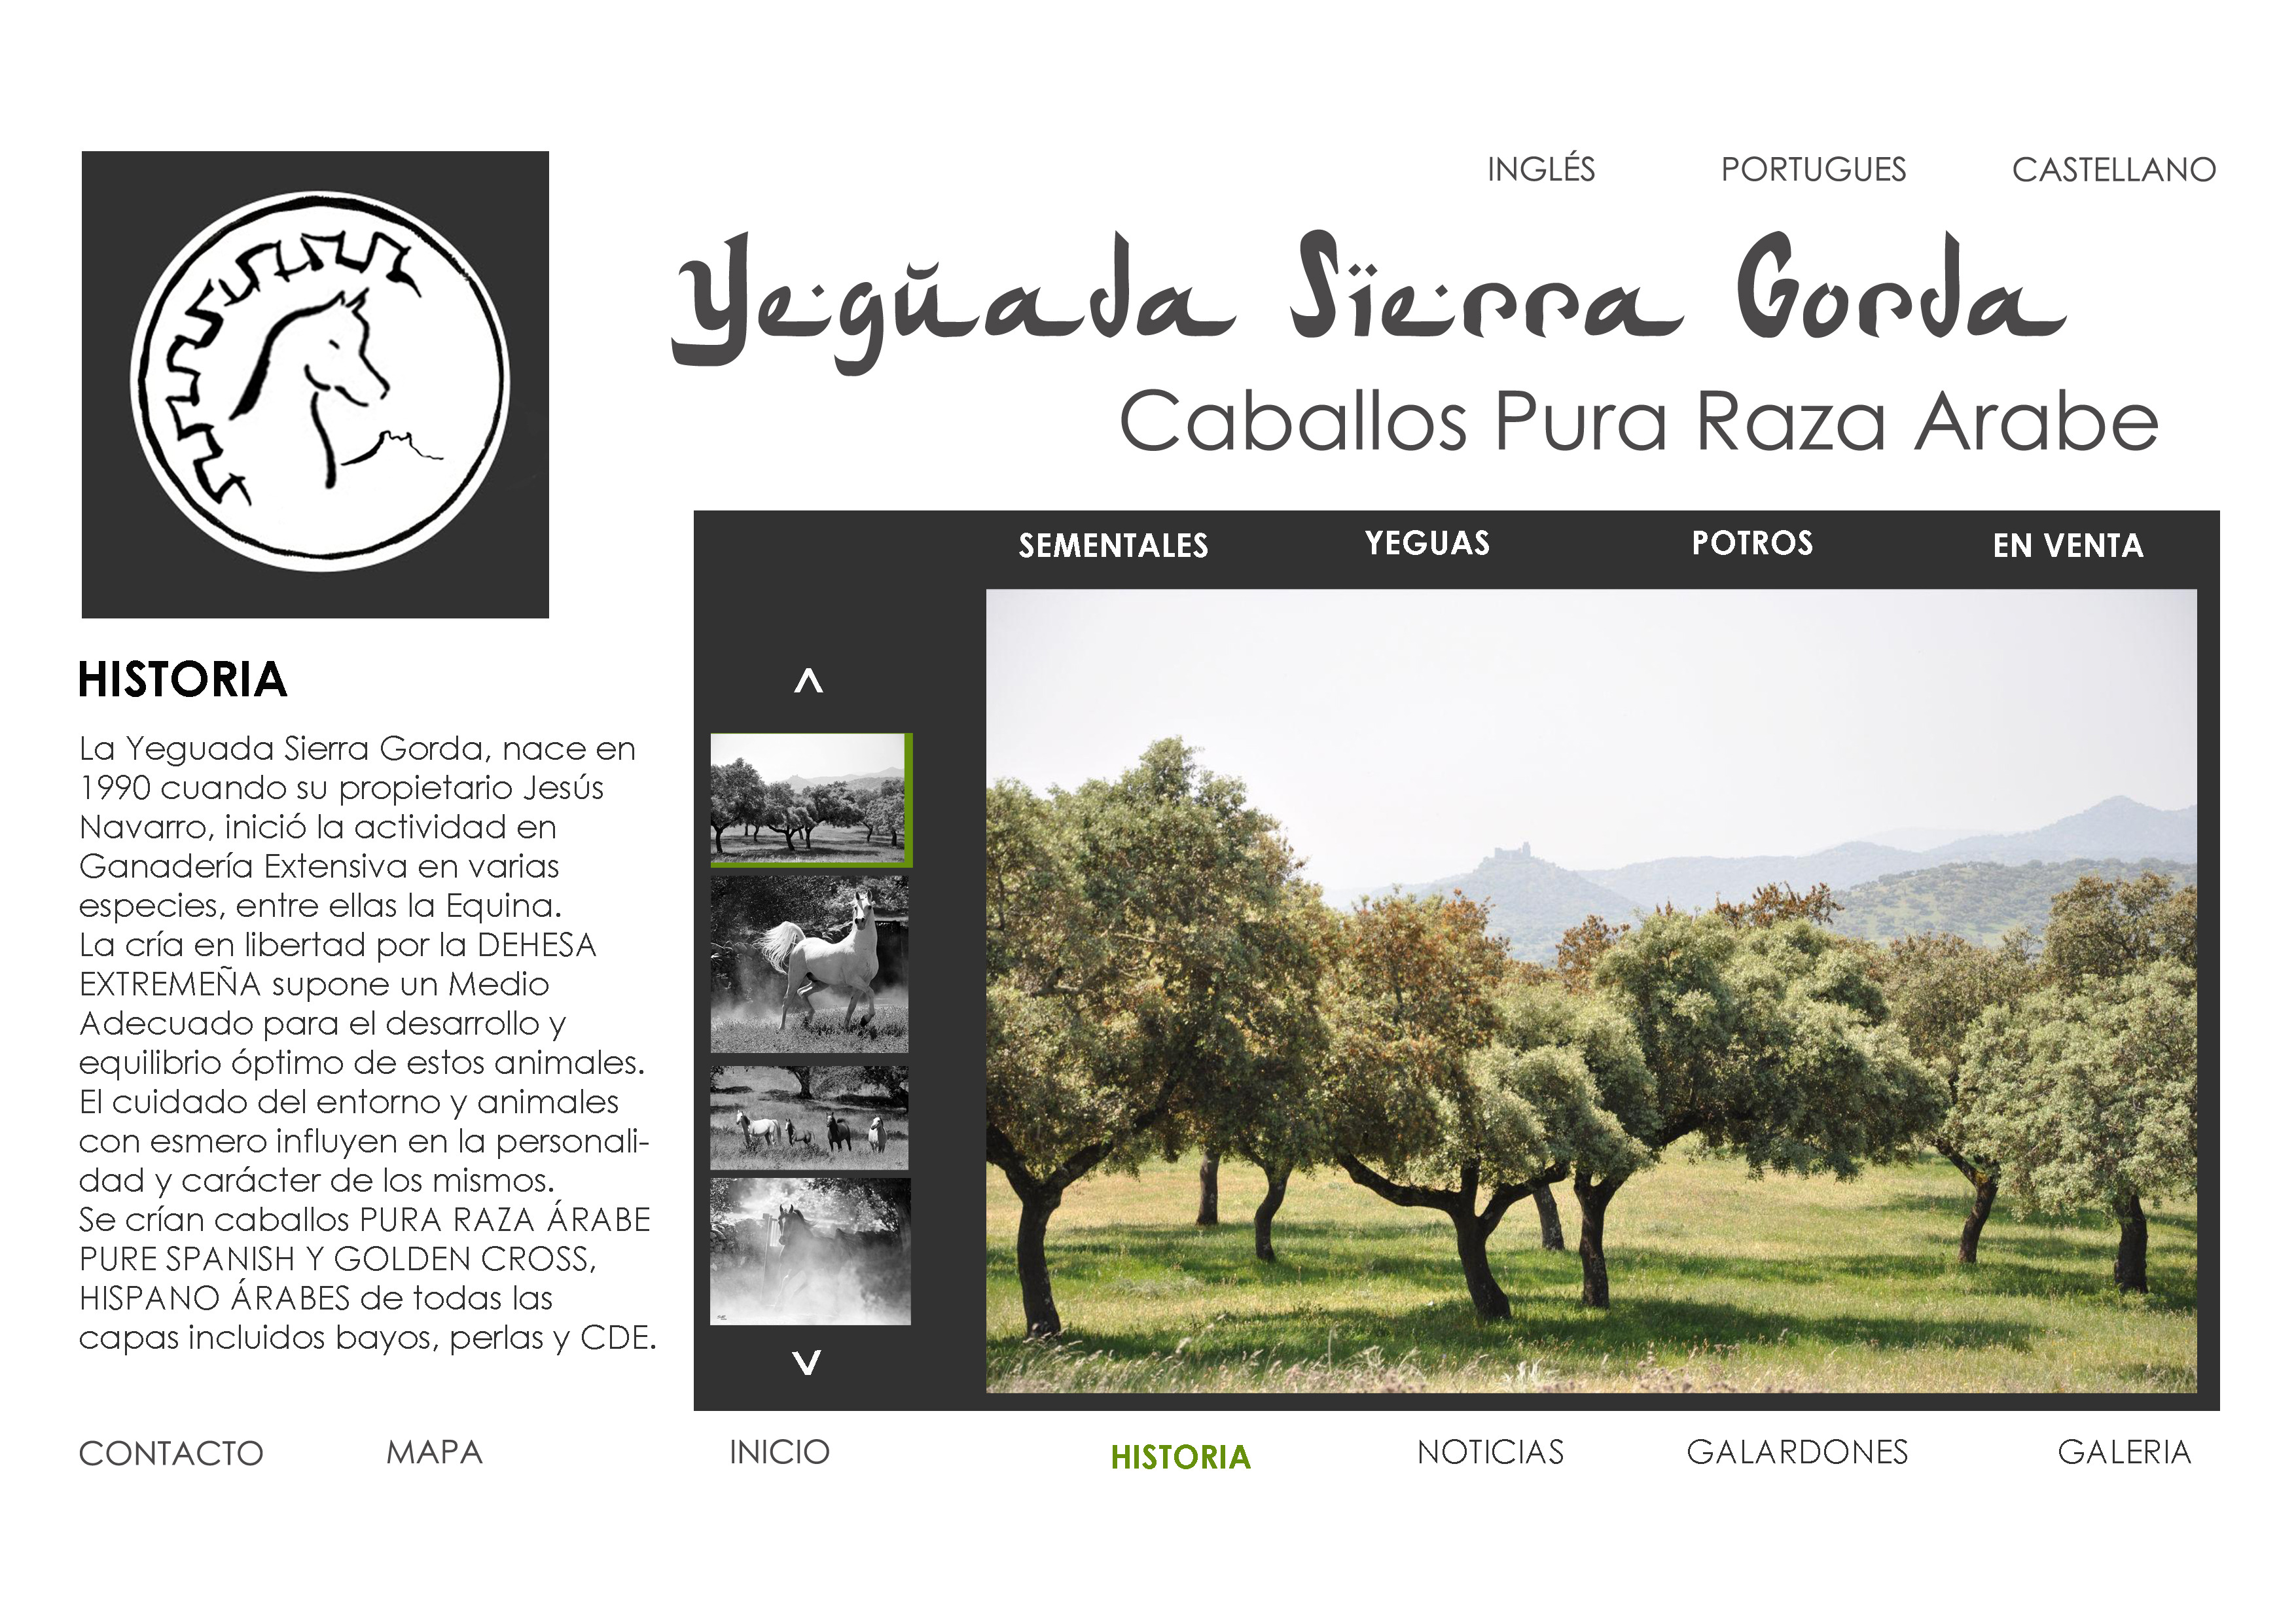 INGLÉS PORTUGUES CASTELLANO
Yegŭada Sïerra Gorda
Caballos Pura Raza Arabe
SEMENTALES YEGUAS POTROS EN VENTA
HISTORIA
La Yeguada Sierra Gorda, nace en
1990 cuando su propietario Jesús
Navarro, inició la actividad en
Ganadería Extensiva en varias
especies, entre ellas la Equina.
La cría en libertad por la DEHESA
EXTREMEÑA supone un Medio
Adecuado para el desarrollo y
equilibrio óptimo de estos animales.
El cuidado del entorno y animales
con esmero influyen en la personali-
dad y carácter de los mismos.
Se crían caballos PURA RAZA ÁRABE
PURE SPANISH Y GOLDEN CROSS,
HISPANO ÁRABES de todas las
capas incluidos bayos, perlas y CDE.
CONTACTO MAPA INICIO HISTORIA NOTICIAS GALARDONES GALERIA